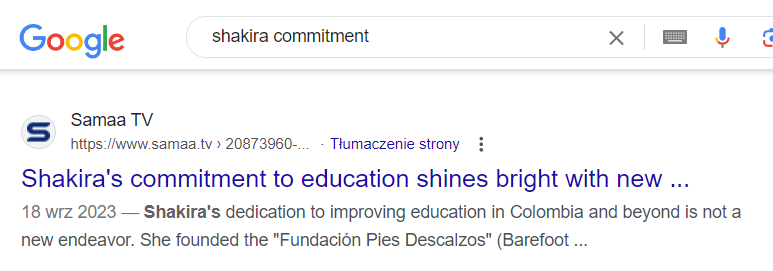 Google
shakira commitment
Samaa TV
https://www.samaa.tv › 20873960-... · Tłumaczenie strony
Shakira's commitment to education shines bright with new ...
18 wrz 2023 — Shakira's dedication to improving education in Colombia and beyond is not a
new endeavor. She founded the "Fundación Pies Descalzos" (Barefoot ...